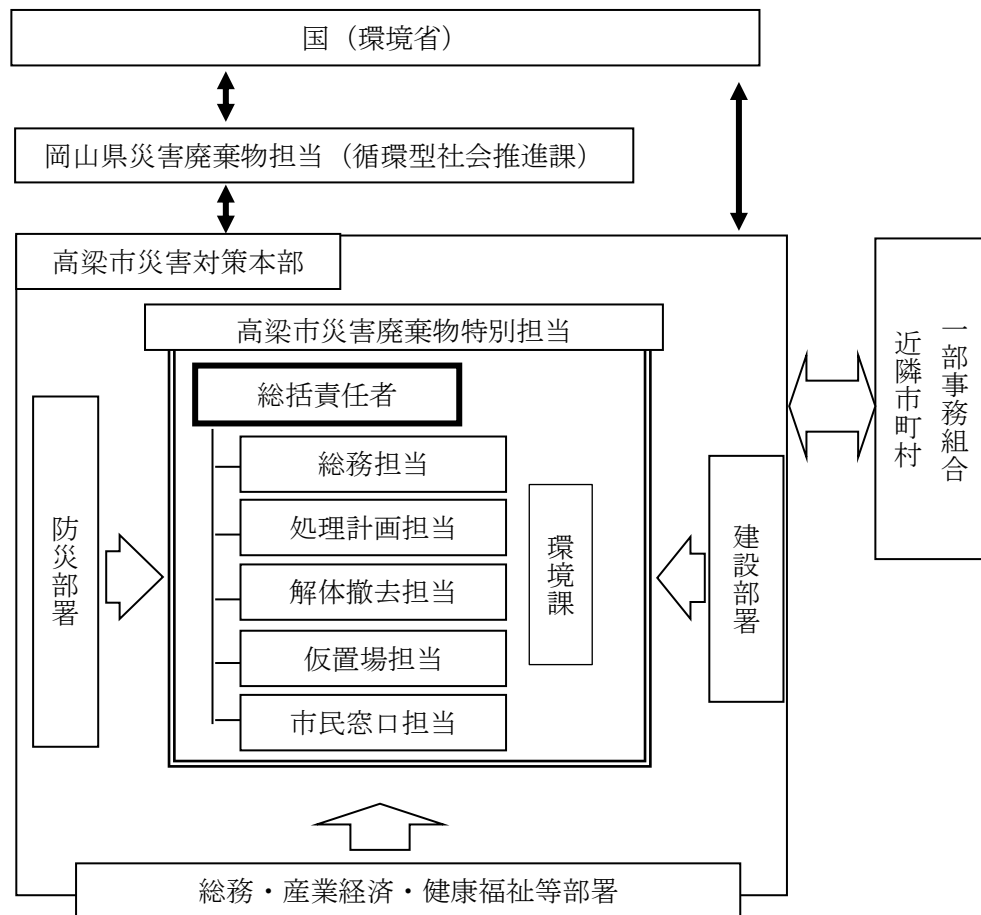 国（環境省）
岡山県災害廃棄物担当（循環型社会推進課）
高梁市災害対策本部
高梁市災害廃棄物特別担当
総括責任者
総務担当
処理計画担当
解体撤去担当
仮置場担当
市民窓口担当
環境課
防災部署
建設部署
一部事務組合
近隣市町村
総務・産業経済・健康福祉等部署